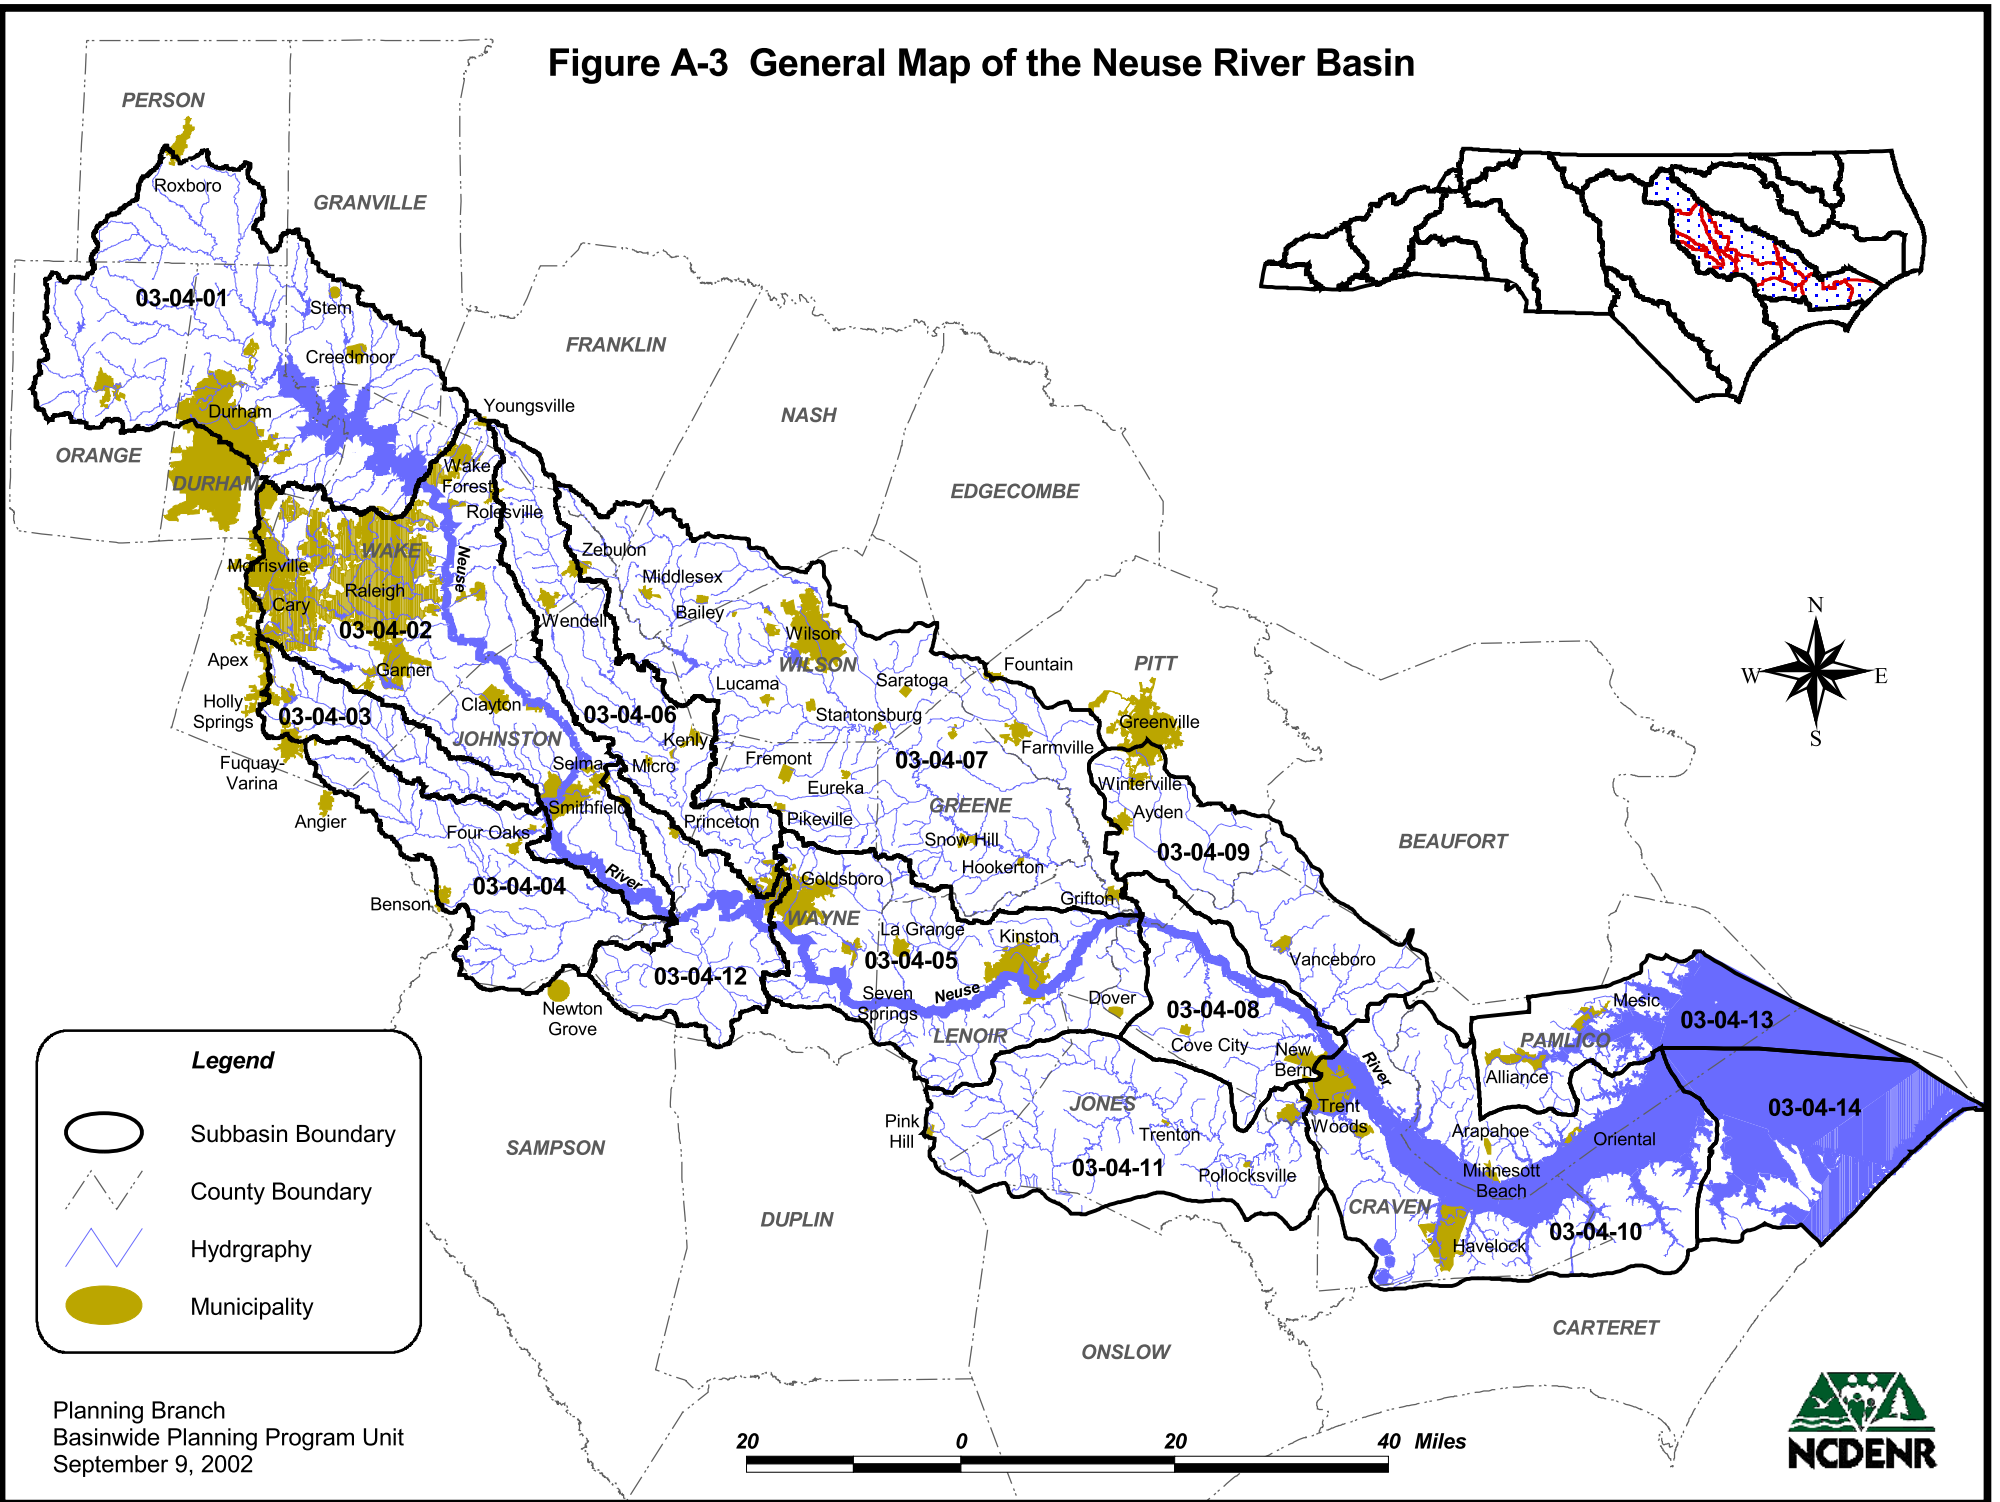 Figure A-3 General Map of the Neuse River Basin
PERSON
Roxboro
GRANVILLE
03-04-01
Stem
Creedmoor
FRANKLIN
NASH
Youngsville
Durham
ORANGE
DURHAM
Wake
Forest
Rolesville
EDGECOMBE
WAKE
Morrisville
Raleigh
Cary
Neuse
Zebulon
Middlesex
Bailey
Wendell
Wilson
WILSON
03-04-02
Apex
Garner
Lucama
Saratoga
Fountain
PITT
N
W
E
S
Holly
Springs
03-04-03
Clayton
03-04-06
Stantonsburg
Greenville
JOHNSTON
Kenly
Farmville
Fuquay-
Varina
Selma
Micro
Fremont
03-04-07
Eureka
Winterville
Smithfield
GREENE
Angier
Four Oaks
Princeton
Pikeville
Ayden
Snow Hill
Hookerton
03-04-09
BEAUFORT
03-04-04
River
Goldsboro
Benson
WAYNE
Grifton
La Grange
Kinston
03-04-05
03-04-12
Vanceboro
Newton
Grove
Seven
Springs
Neuse
Dover
03-04-08
Cove City
LENOIR
Mesic
03-04-13
PAMLICO
New
Bern
River
Alliance
JONES
Pink
Hill
Trenton
Trent
Woods
Arapahoe
Oriental
03-04-14
03-04-11
Pollocksville
Minnesott
Beach
SAMPSON
DUPLIN
CRAVEN
Havelock
03-04-10
CARTERET
ONSLOW
Legend
Subbasin Boundary
County Boundary
Hydrgraphy
Municipality
Planning Branch
Basinwide Planning Program Unit
September 9, 2002
20 0 20 40 Miles
NCDENR